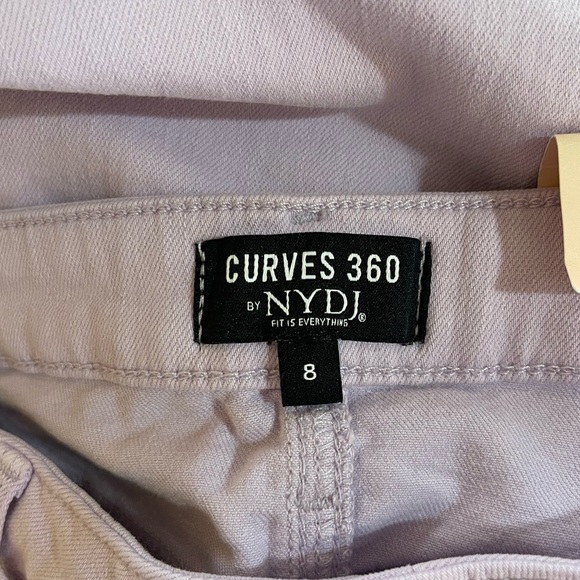 CURVES 360
BY NYDJ®
FIT IS EVERYTHING
8